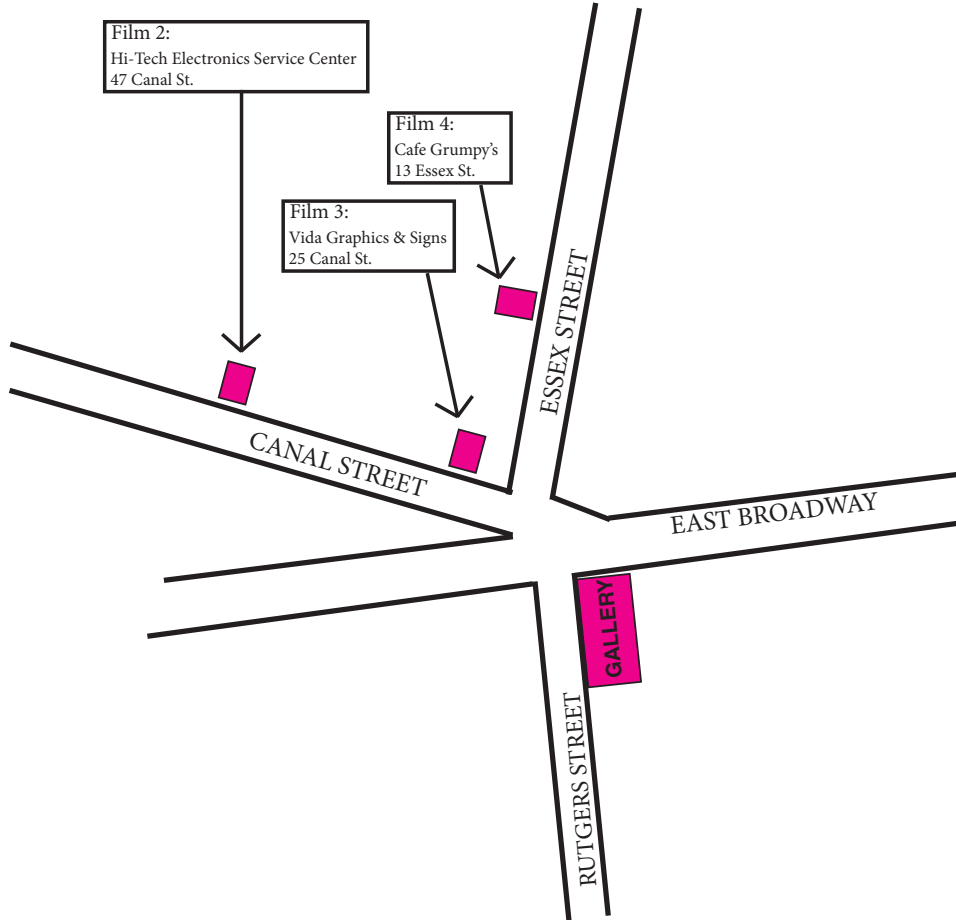 Film 2:
Hi-Tech Electronics Service Center
47 Canal St.
Film 4:
Cafe Grumpy's
13 Essex St.
Film 3:
Vida Graphics & Signs
25 Canal St.
ESSEX STREET
CANAL STREET
EAST BROADWAY
GALLERY
RUTGERS STREET